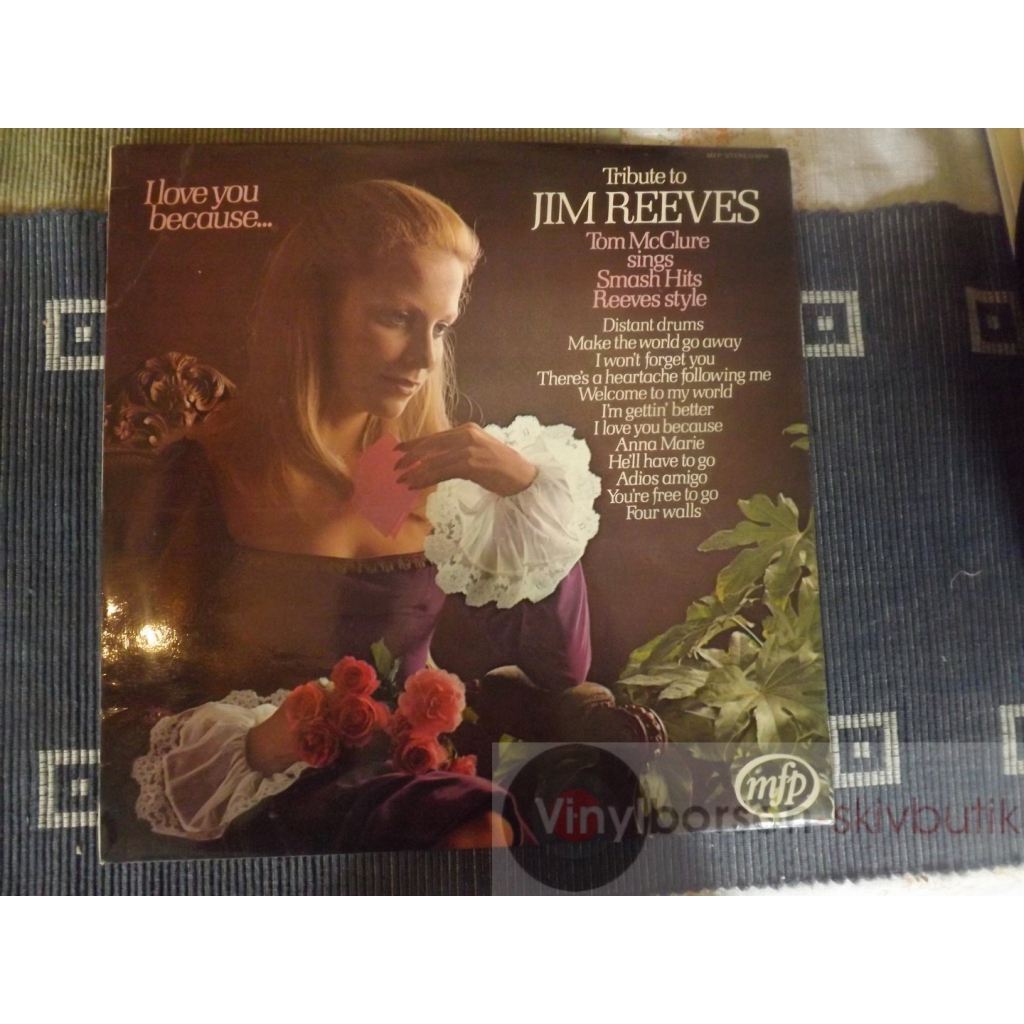 I love you
because...
Tribute to
JIM REEVES
Tom McClure
sings
Smash Hits
Reeves style
Distant drums
Make the world go away
I won't forget you
There's a heartache following me
Welcome to my world
I'm gettin' better
I love you because
Anna Marie
He'll have to go
Adios amigo
You're free to go
Four walls
mfp
Vinylbörsen skivbutik